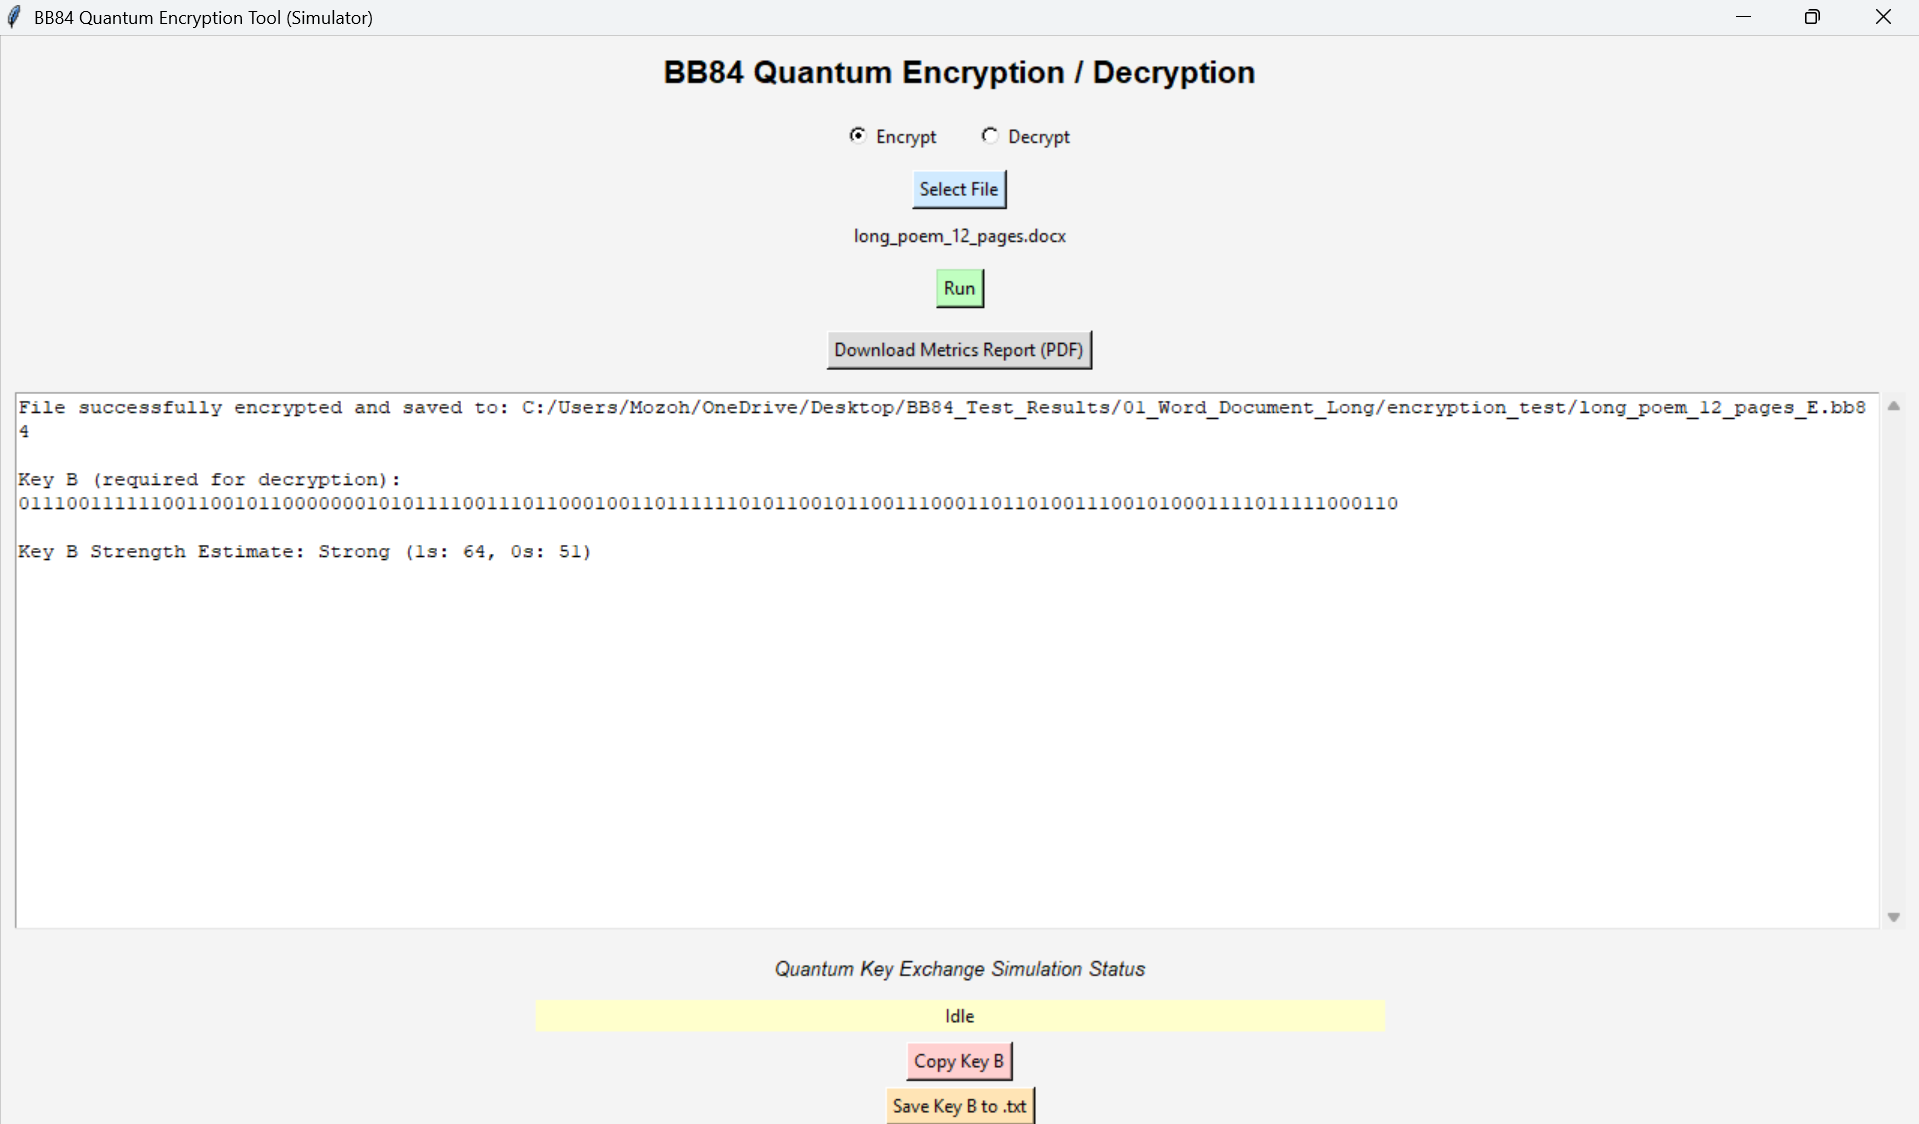 BB84 Quantum Encryption Tool (Simulator)
BB84 Quantum Encryption / Decryption
Encrypt Decrypt
Select File
long_poem_12_pages.docx
Run
Download Metrics Report (PDF)
File successfully encrypted and saved to: C:/Users/Mozoh/OneDrive/Desktop/BB84_Test_Results/01_Word_Document_Long/encryption_test/long_poem_12_pages_E.bb8
4
Key B (required for decryption):
0111001111110011001011000000010101111001110110001001101111110101100101100111000110110100111001010001111011111000110
Key B Strength Estimate: Strong (1s: 64, 0s: 51)
Quantum Key Exchange Simulation Status
Idle
Copy Key B
Save Key B to .txt